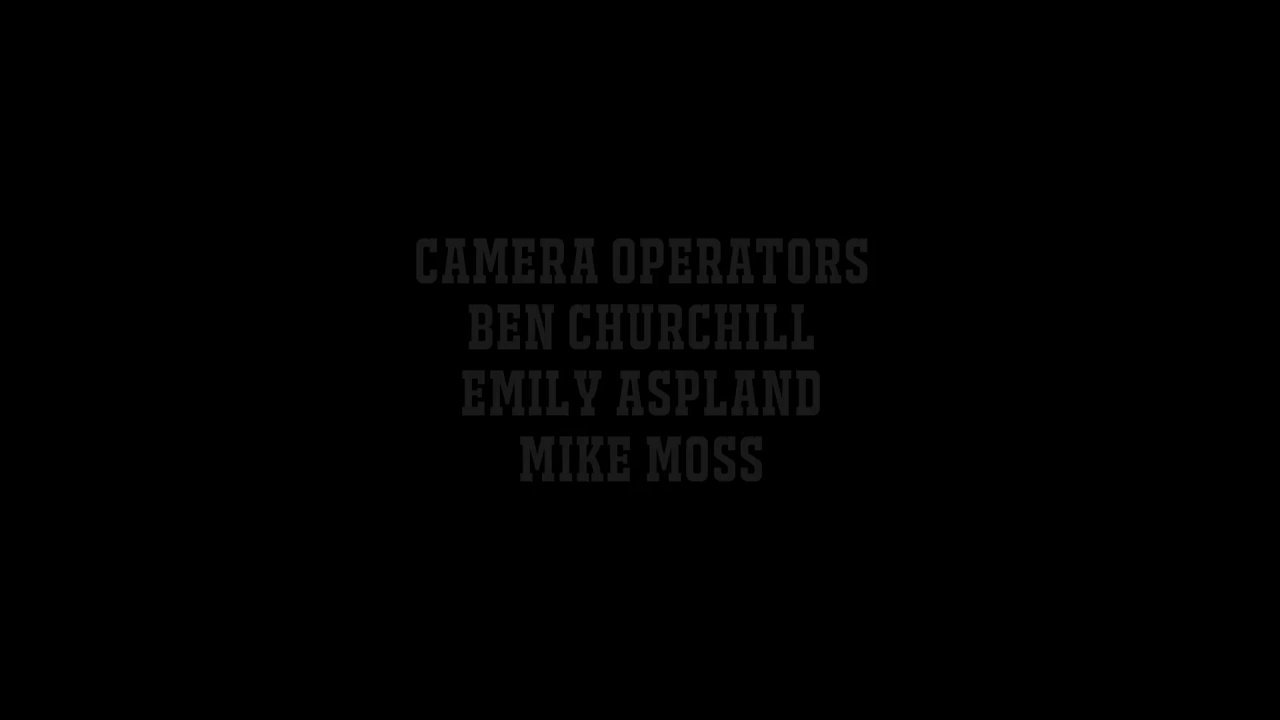 CAMERA OPERATORS
BEN CHURCHILL
EMILY ASPLAND
MIKE MOSS